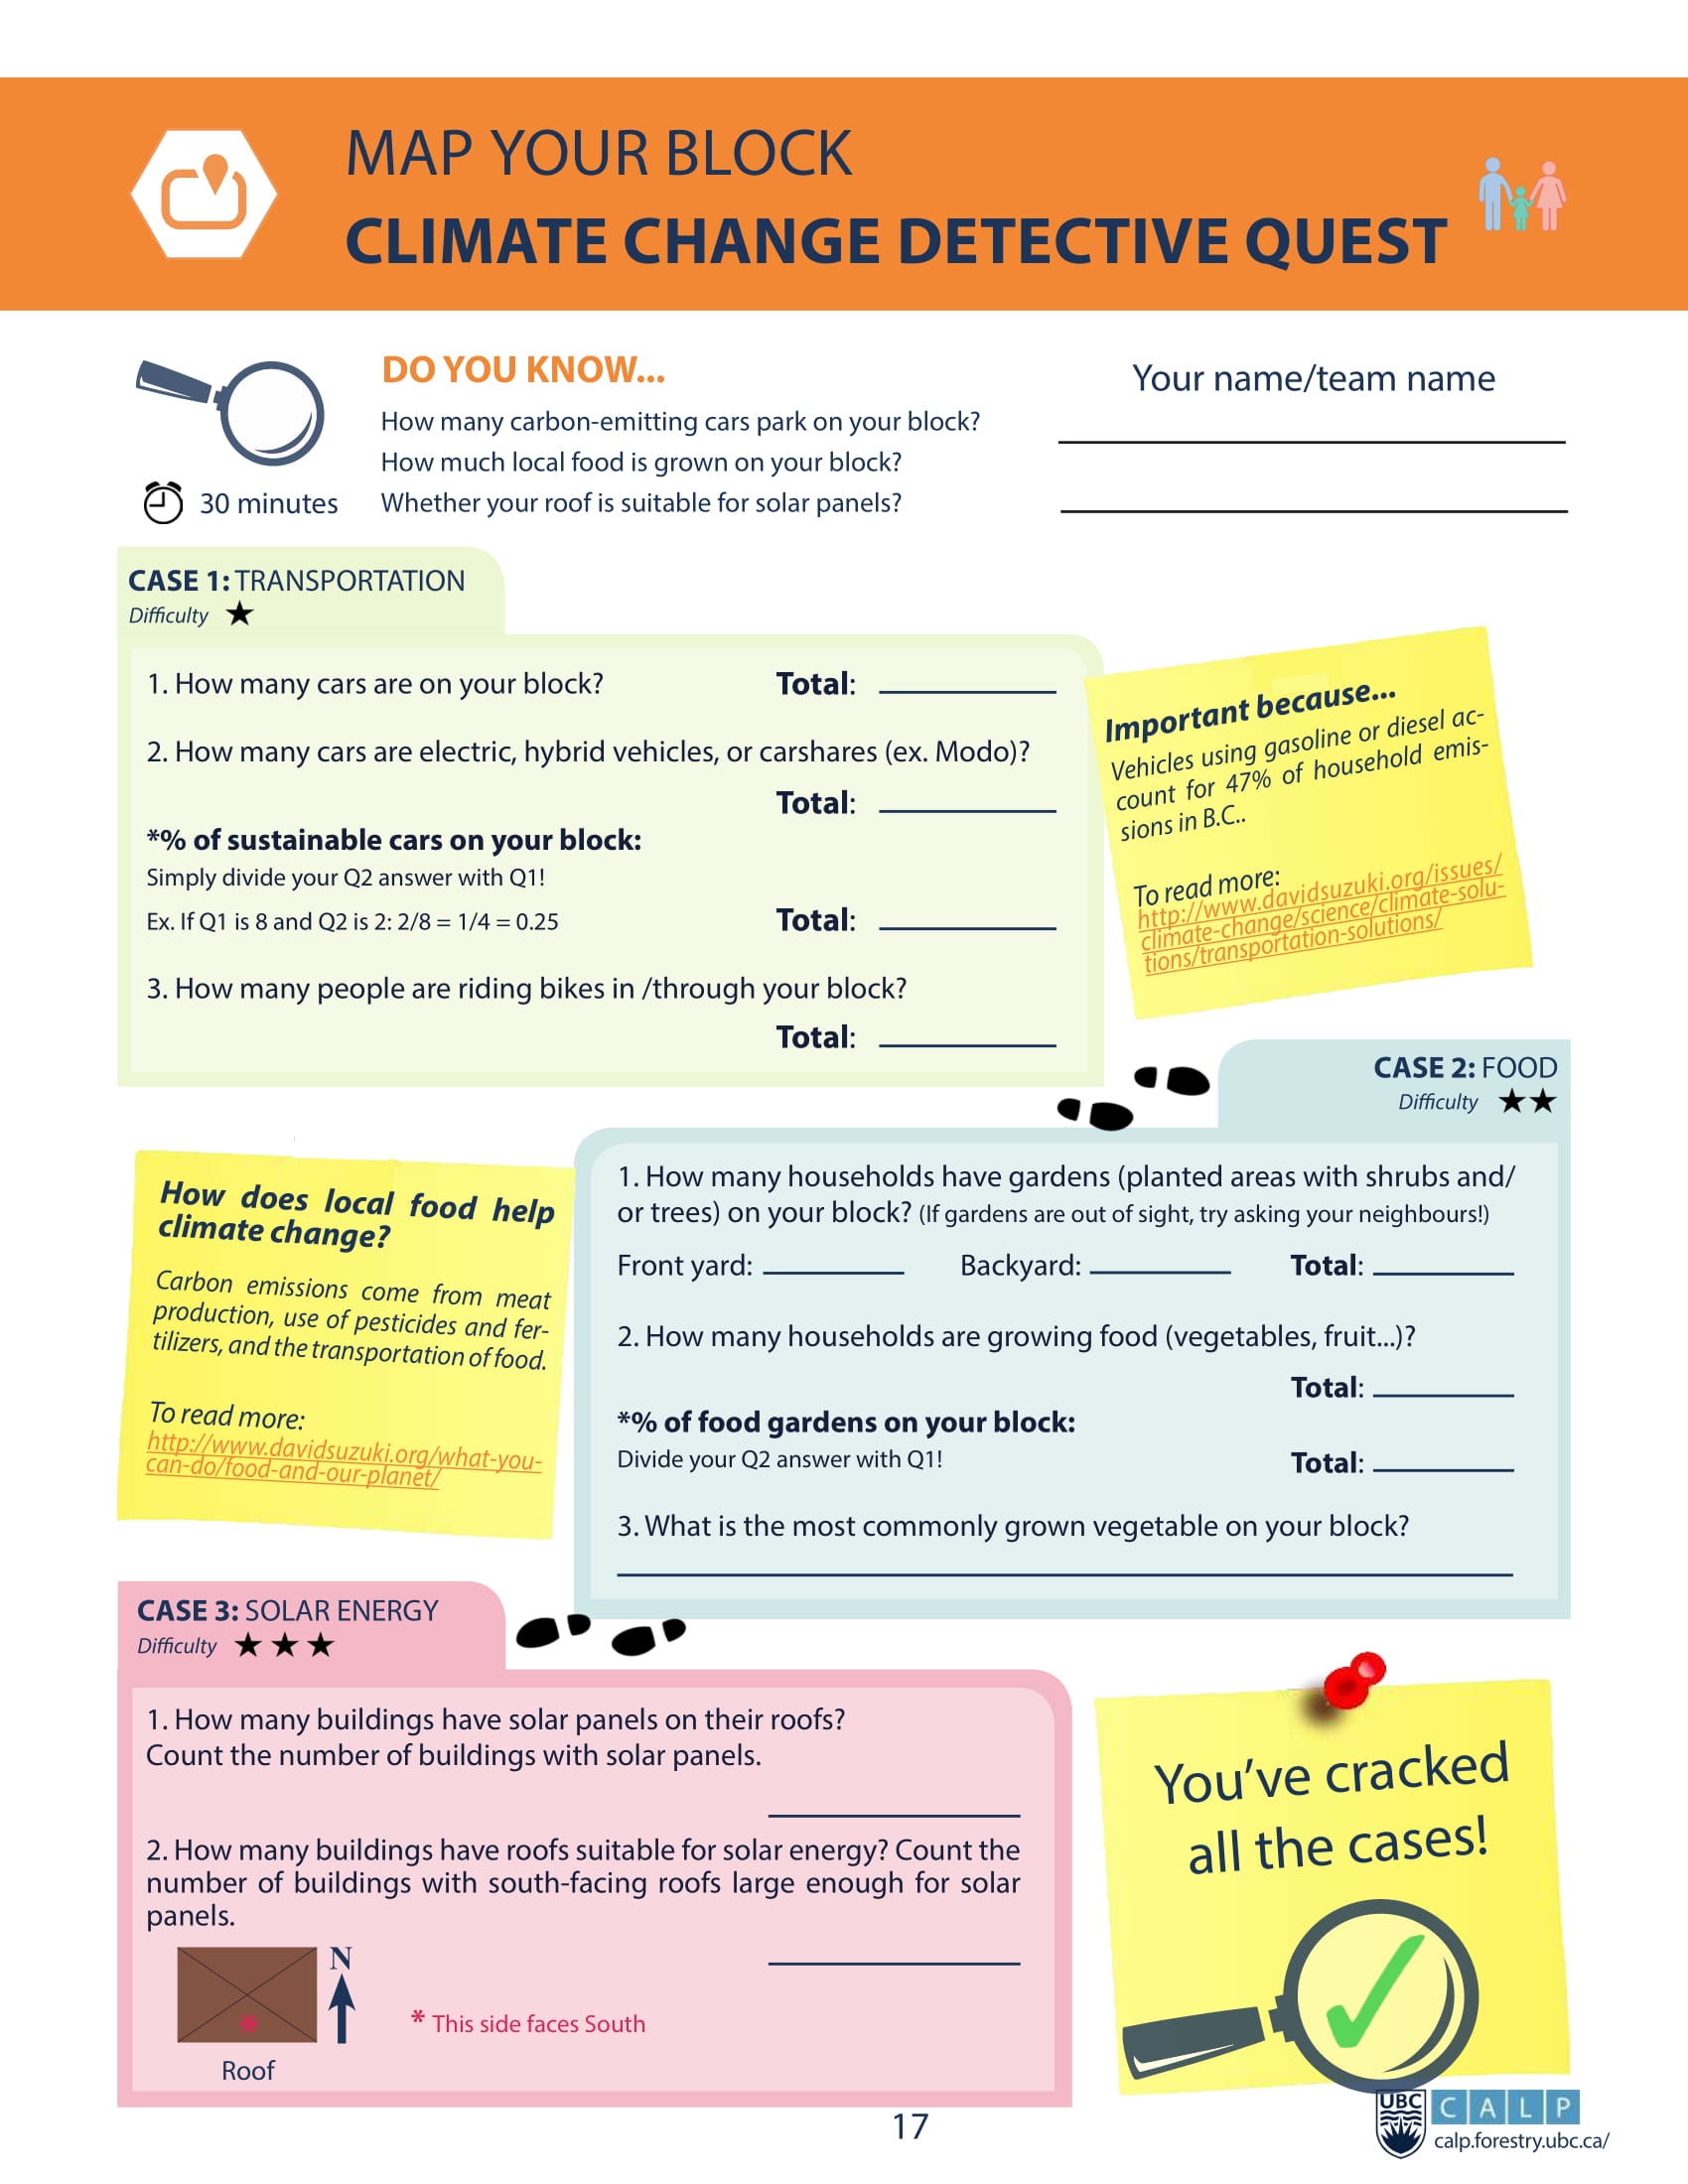 MAP YOUR BLOCK
CLIMATE CHANGE DETECTIVE QUEST
DO YOU KNOW...
How many carbon-emitting cars park on your block?
How much local food is grown on your block?
Whether your roof is suitable for solar panels?
30 minutes
Your name/team name
CASE 1: TRANSPORTATION
Difficulty ★
1. How many cars are on your block? Total:
2. How many cars are electric, hybrid vehicles, or carshares (ex. Modo)?
Total:
*% of sustainable cars on your block:
Simply divide your Q2 answer with Q1!
Ex. If Q1 is 8 and Q2 is 2: 2/8 = 1/4 = 0.25 Total:
3. How many people are riding bikes in /through your block?
Total:
Important because...
Vehicles using gasoline or diesel ac-
count for 47% of household emis-
sions in B.C..
To read more:
http://www.davidsuzuki.org/issues/
climate-change/science/climate-solu-
tions/transportation-solutions/
CASE 2: FOOD
Difficulty ★★
1. How many households have gardens (planted areas with shrubs and/
or trees) on your block? (If gardens are out of sight, try asking your neighbours!)
Front yard: Backyard: Total:
2. How many households are growing food (vegetables, fruit...)?
Total:
*% of food gardens on your block:
Divide your Q2 answer with Q1! Total:
3. What is the most commonly grown vegetable on your block?
How does local food help
climate change?
Carbon emissions come from meat
production, use of pesticides and fer-
tilizers, and the transportation of food.
To read more:
http://www.davidsuzuki.org/what-you-
can-do/food-and-our-planet/
CASE 3: SOLAR ENERGY
Difficulty ★ ★ ★
1. How many buildings have solar panels on their roofs?
Count the number of buildings with solar panels.
2. How many buildings have roofs suitable for solar energy? Count the
number of buildings with south-facing roofs large enough for solar
panels.
N
*
* This side faces South
Roof
You've cracked
all the cases!
17
UBC
CALP
calp.forestry.ubc.ca/